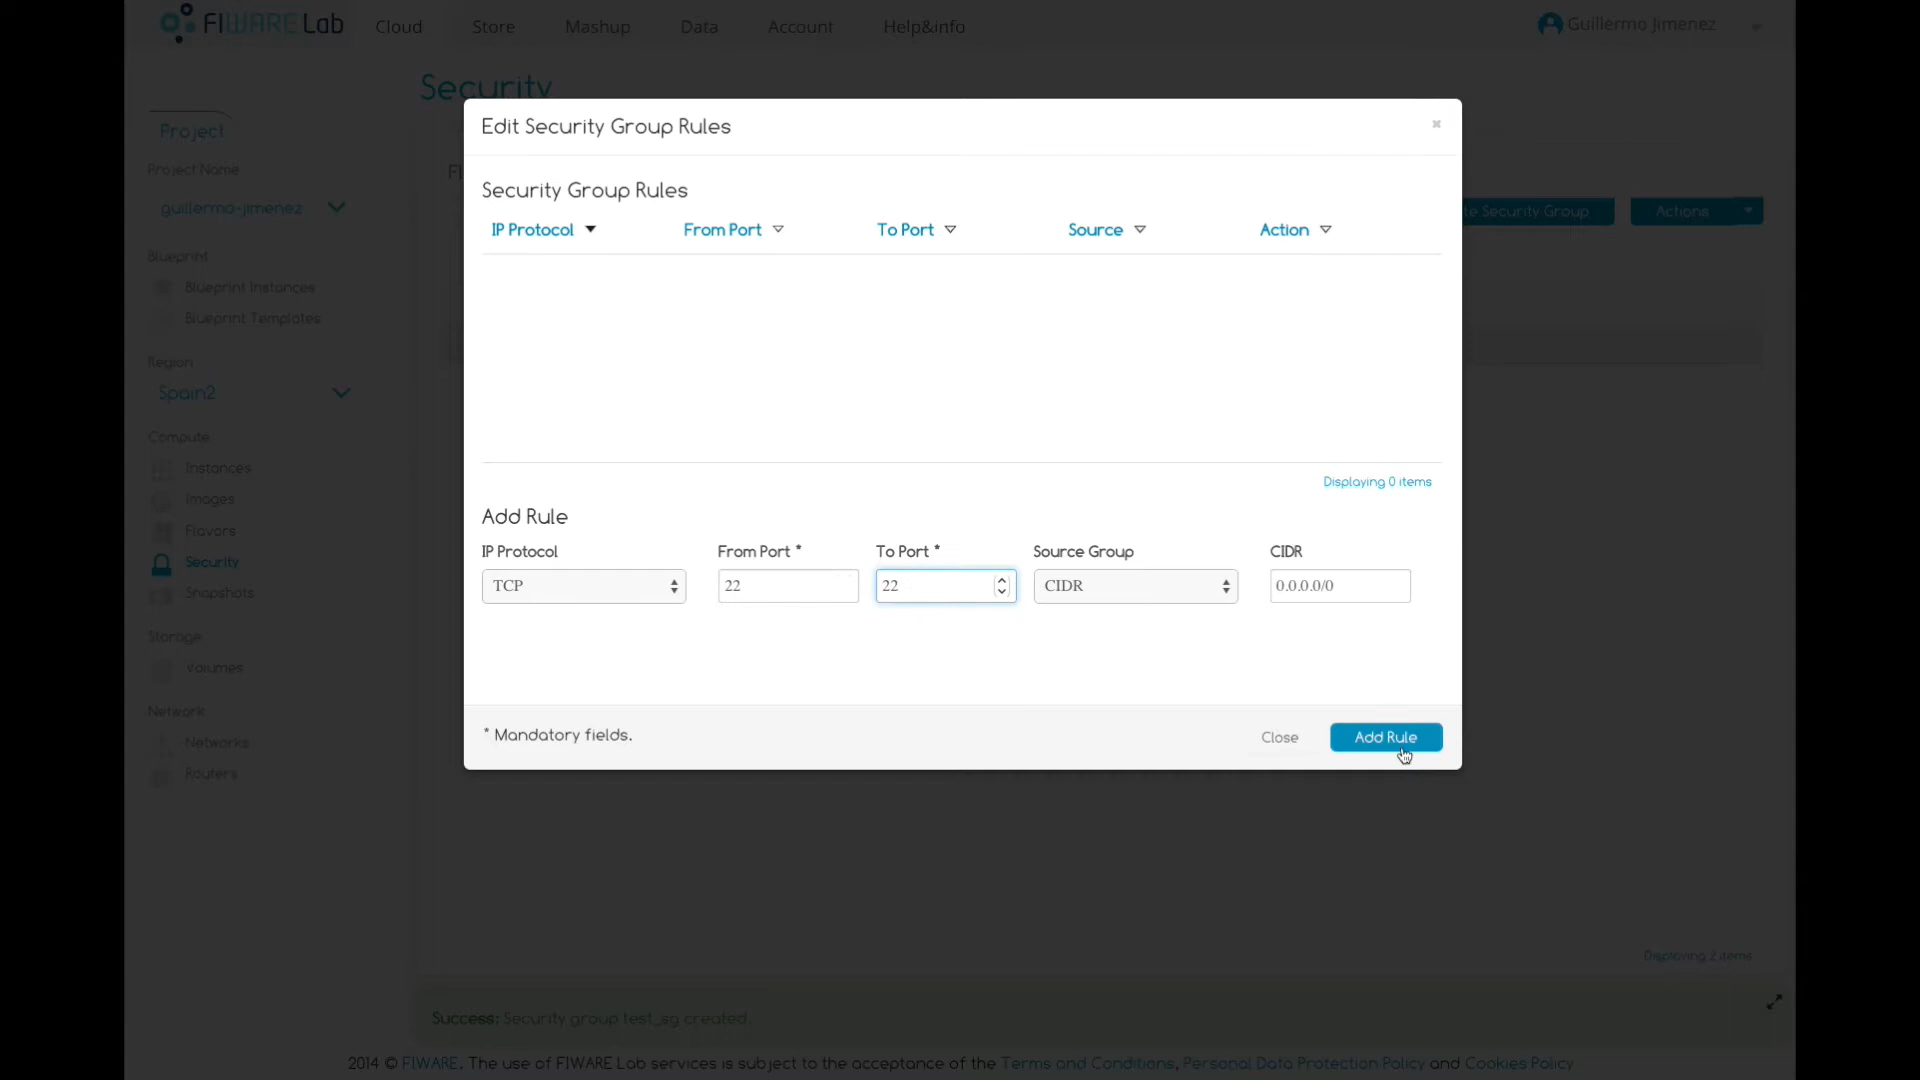 FIWARE Lab Cloud Store Mashup Data Account Help&info Guillermo Jimenez
Security
Project
Project Name
guillermo-jimenez
Blueprint
Blueprint Instances
Blueprint Templates
Region
Spain2
Compute
Instances
Images
Flavors
Security
Snapshots
Storage
Volumes
Network
Networks
Routers
Security Group Actions
Edit Security Group Rules
Security Group Rules
IP Protocol From Port To Port Source Action
Displaying 0 items
Add Rule
IP Protocol From Port * To Port * Source Group CIDR
TCP 22 22 CIDR 0.0.0.0/0
* Mandatory fields. Close Add Rule
Displaying 2 items
Success: Security group test_sg created.
2014 © FIWARE. The use of FIWARE Lab services is subject to the acceptance of the Terms and Conditions, Personal Data Protection Policy and Cookies Policy